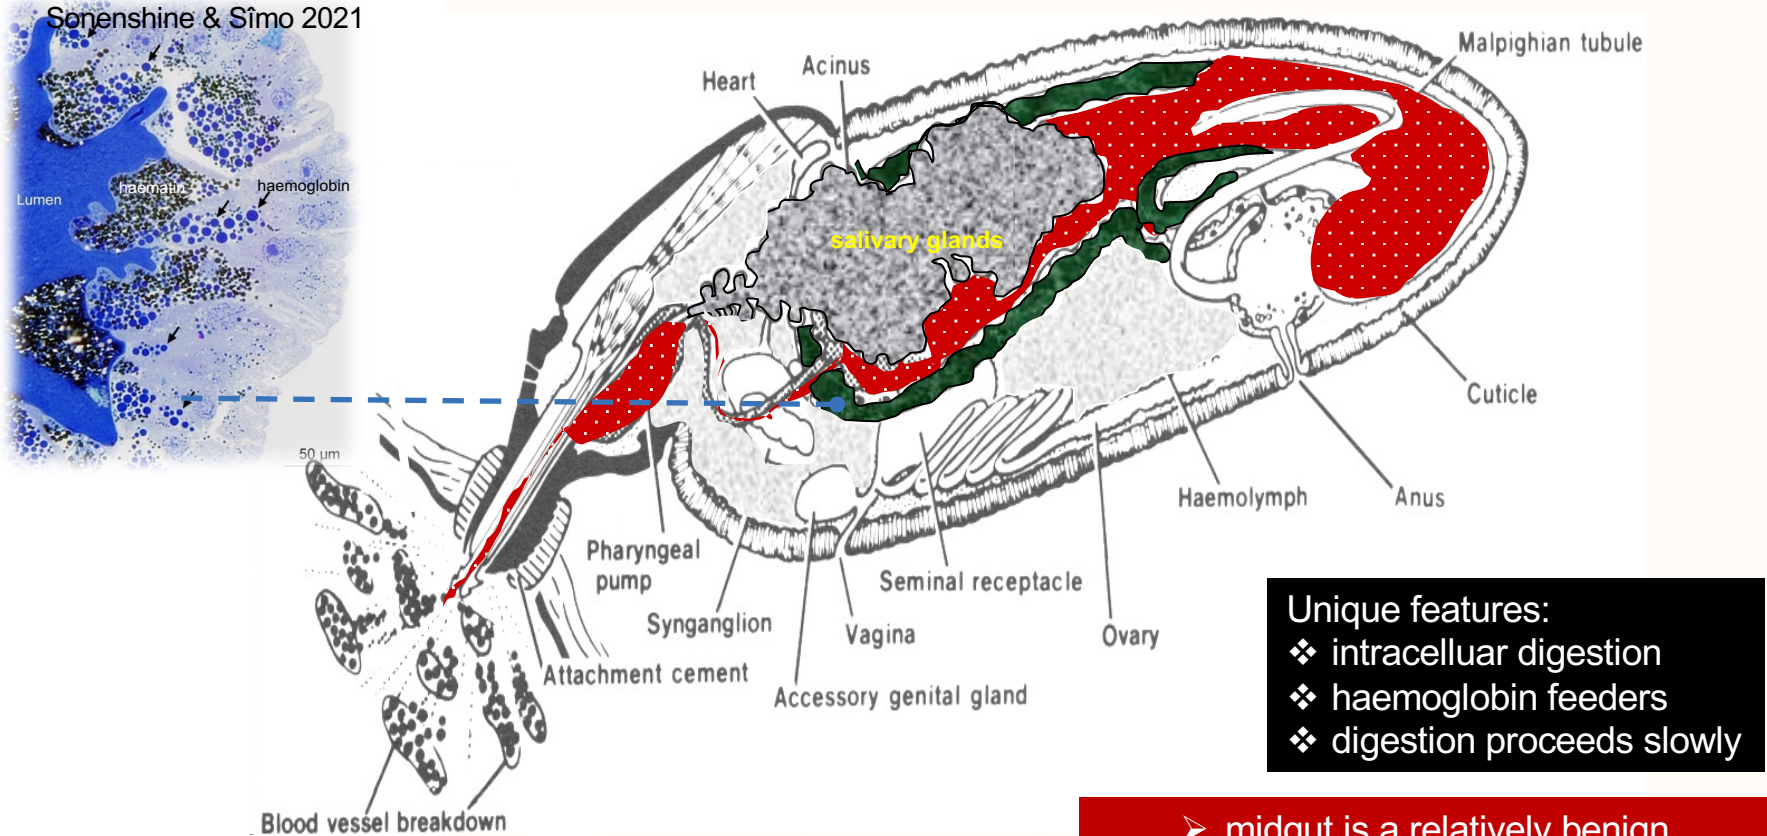 Sonenshine & Sîmo 2021
Malpighian tubule
Acinus
Heart
haematin
haemoglobin
Lumen
salivary glands
Cuticle
50 µm
Haemolymph
Anus
Pharyngeal
pump
Seminal receptacle
Synganglion
Vagina
Ovary
Attachment cement
Accessory genital gland
Blood vessel breakdown
Unique features:
❖ intracelluar digestion
❖ haemoglobin feeders
❖ digestion proceeds slowly
➢ midgut is a relatively benign